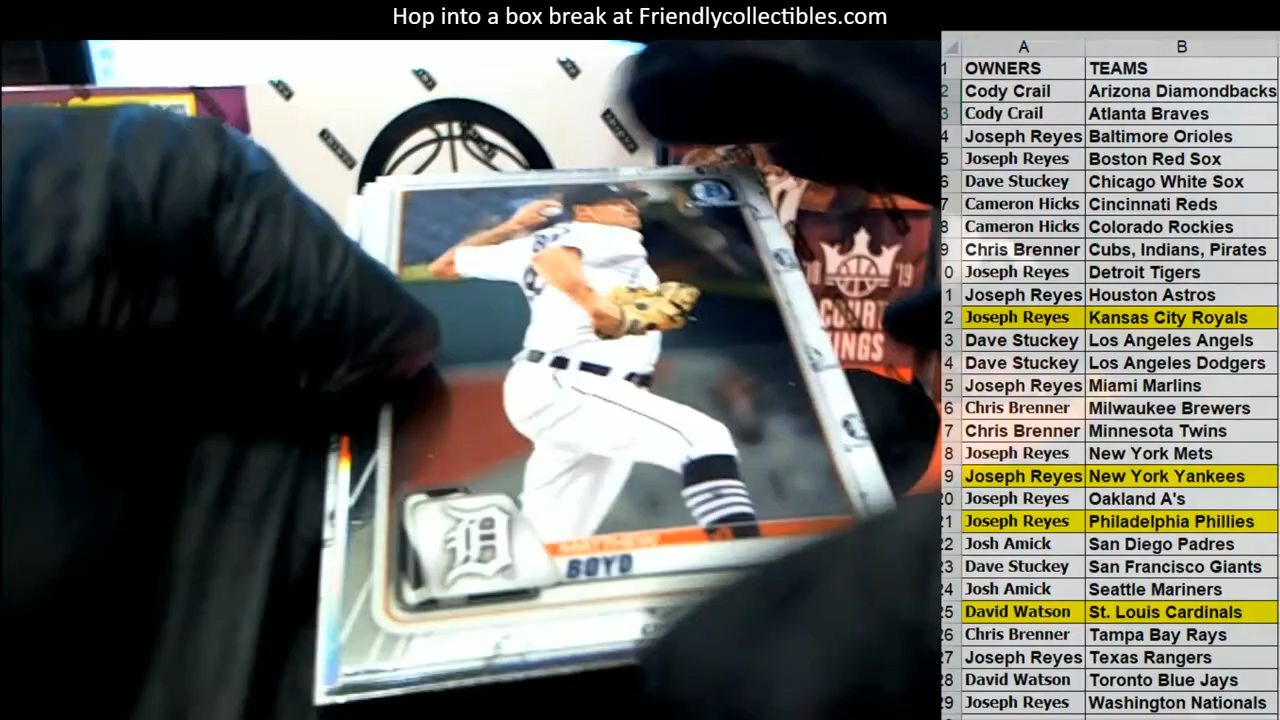 Hop into a box break at Friendlycollectibles.com
A B
1 OWNERS TEAMS
2 Cody Crail Arizona Diamondbacks
3 Cody Crail Atlanta Braves
4 Joseph Reyes Baltimore Orioles
5 Joseph Reyes Boston Red Sox
6 Dave Stuckey Chicago White Sox
7 Cameron Hicks Cincinnati Reds
8 Cameron Hicks Colorado Rockies
9 Chris Brenner Cubs, Indians, Pirates
0 Joseph Reyes Detroit Tigers
1 Joseph Reyes Houston Astros
2 Joseph Reyes Kansas City Royals
3 Dave Stuckey Los Angeles Angels
4 Dave Stuckey Los Angeles Dodgers
5 Joseph Reyes Miami Marlins
6 Chris Brenner Milwaukee Brewers
7 Chris Brenner Minnesota Twins
8 Joseph Reyes New York Mets
9 Joseph Reyes New York Yankees
20 Joseph Reyes Oakland A's
21 Joseph Reyes Philadelphia Phillies
22 Josh Amick San Diego Padres
23 Dave Stuckey San Francisco Giants
24 Josh Amick Seattle Mariners
25 David Watson St. Louis Cardinals
26 Chris Brenner Tampa Bay Rays
27 Joseph Reyes Texas Rangers
28 David Watson Toronto Blue Jays
29 Joseph Reyes Washington Nationals
18 19
COURT
INGS
D
MATTHEW
BOYD